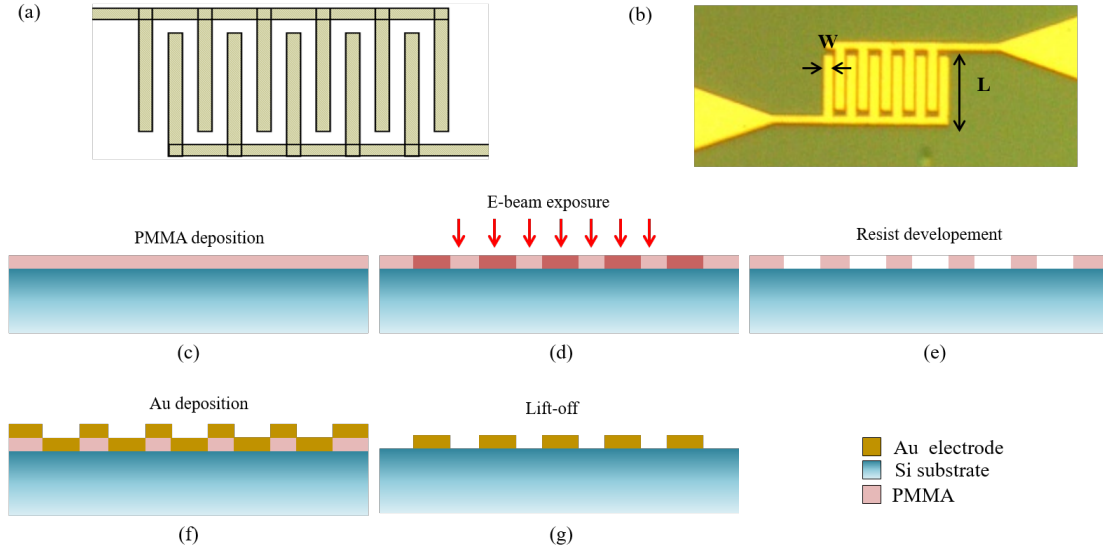 (a)
(b)
W
L
E-beam exposure
PMMA deposition
Resist developement
(c)
(d)
(e)
Au deposition
Lift-off
Au electrode
Si substrate
PMMA
(f)
(g)